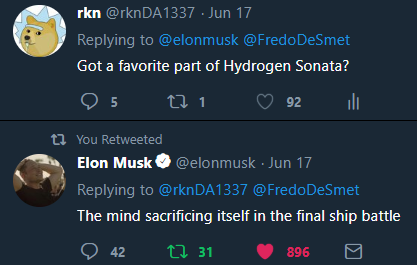 rkn @rknDA1337 · Jun 17
Replying to @elonmusk @FredoDeSmet
Got a favorite part of Hydrogen Sonata?
5 1 92
You Retweeted
Elon Musk @elonmusk · Jun 17
Replying to @rknDA1337 @FredoDeSmet
The mind sacrificing itself in the final ship battle
42 31 896